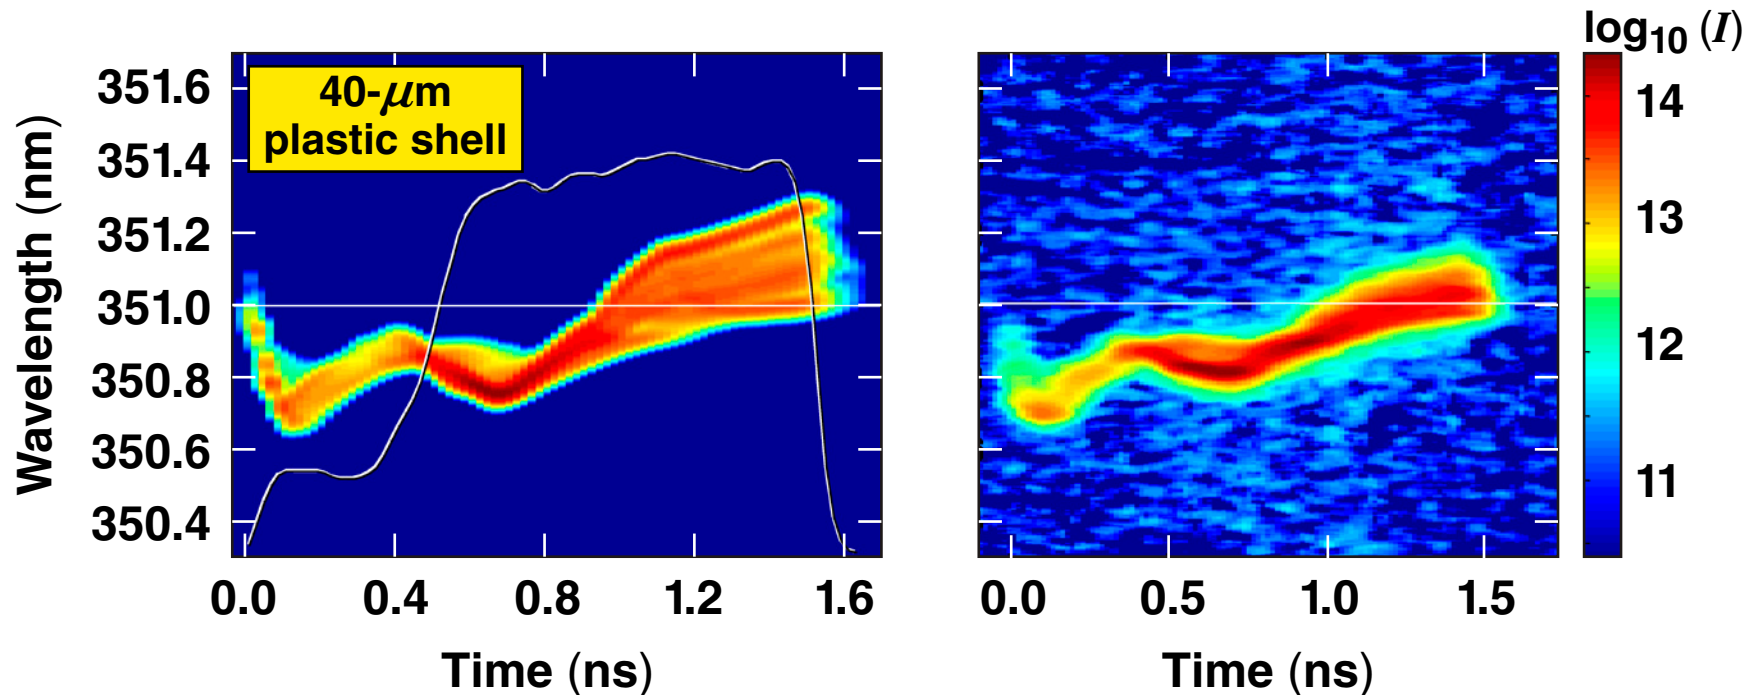 40-μm
plastic shell
Wavelength (nm)
351.6
351.4
351.2
351.0
350.8
350.6
350.4
0.0 0.4 0.8 1.2 1.6
Time (ns)
0.0 0.5 1.0 1.5
Time (ns)
log₁₀ (I)
14
13
12
11